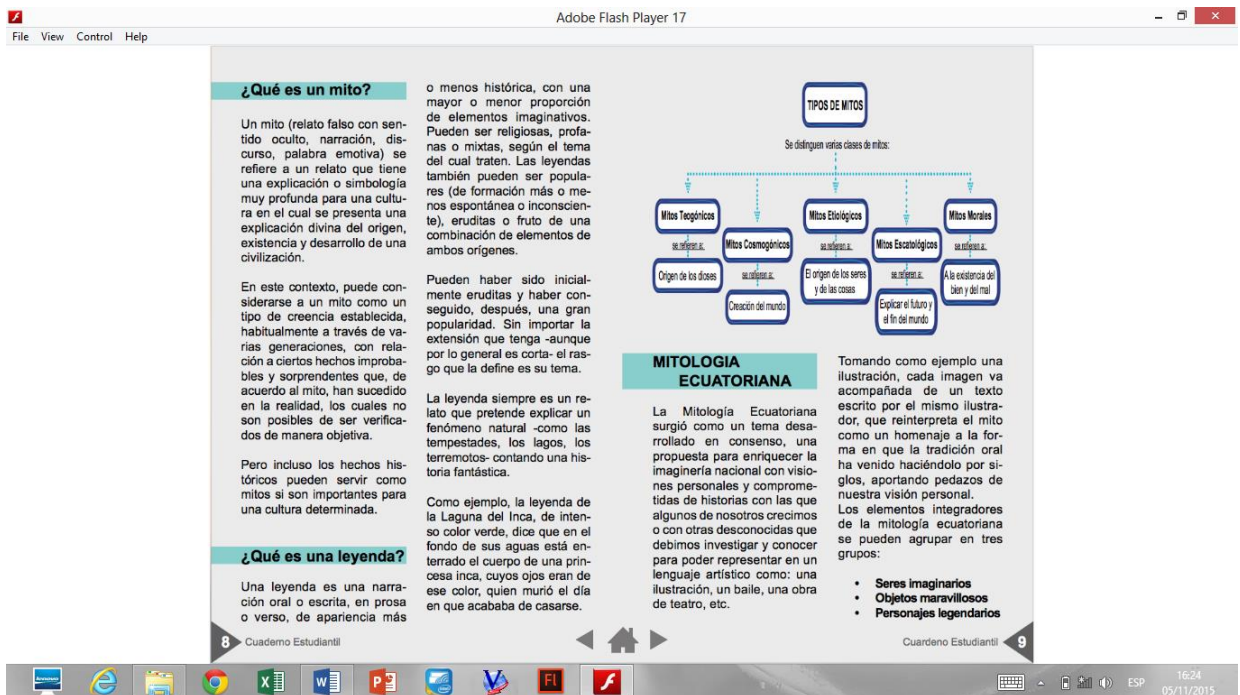 Adobe Flash Player 17
File View Control Help
¿Qué es un mito?
Un mito (relato falso con sen-
tido oculto, narración, dis-
curso, palabra emotiva) se
refiere a un relato que tiene
una explicación o simbología
muy profunda para una cultu-
ra en el cual se presenta una
explicación divina del origen,
existencia y desarrollo de una
civilización.
En este contexto, puede con-
siderarse a un mito como un
tipo de creencia establecida,
habitualmente a través de va-
rias generaciones, con rela-
ción a ciertos hechos improba-
bles y sorprendentes que, de
acuerdo al mito, han sucedido
en la realidad, los cuales no
son posibles de ser verifica-
dos de manera objetiva.
Pero incluso los hechos his-
tóricos pueden servir como
mitos si son importantes para
una cultura determinada.
¿Qué es una leyenda?
Una leyenda es una narra-
ción oral o escrita, en prosa
o verso, de apariencia más
o menos histórica, con una
mayor o menor proporción
de elementos imaginativos.
Pueden ser religiosas, profa-
nas o mixtas, según el tema
del cual traten. Las leyendas
también pueden ser popula-
res (de formación más o me-
nos espontánea o inconscien-
te), eruditas o fruto de una
combinación de elementos de
ambos orígenes.
Pueden haber sido inicial-
mente eruditas y haber con-
seguido, después, una gran
popularidad. Sin importar la
extensión que tenga -aunque
por lo general es corta- el ras-
go que la define es su tema.
La leyenda siempre es un re-
lato que pretende explicar un
fenómeno natural -como las
tempestades, los lagos, los
terremotos- contando una his-
toria fantástica.
Como ejemplo, la leyenda de
la Laguna del Inca, de inten-
so color verde, dice que en el
fondo de sus aguas está en-
terrado el cuerpo de una prin-
cesa inca, cuyos ojos eran de
ese color, quien murió el día
en que acababa de casarse.
8 Cuaderno Estudiantil
TIPOS DE MITOS
Se distinguen varias clases de mitos:
Mitos Teogónicos
se refieren a:
Origen de los dioses
Mitos Cosmogónicos
se refieren a:
Creación del mundo
Mitos Etiológicos
se refieren a:
El origen de los seres
y de las cosas
Mitos Escatológicos
se refieren a:
Explicar el futuro y
el fin del mundo
Mitos Morales
se refieren a:
A la existencia del
bien y del mal
MITOLOGIA
ECUATORIANA
La Mitología Ecuatoriana
surgió como un tema desa-
rrollado en consenso, una
propuesta para enriquecer la
imaginería nacional con visio-
nes personales y comprome-
tidas de historias con las que
algunos de nosotros crecimos
o con otras desconocidas que
debimos investigar y conocer
para poder representar en un
lenguaje artístico como: una
ilustración, un baile, una obra
de teatro, etc.
Tomando como ejemplo una
ilustración, cada imagen va
acompañada de un texto
escrito por el mismo ilustra-
dor, que reinterpreta el mito
como un homenaje a la for-
ma en que la tradición oral
ha venido haciéndolo por si-
glos, aportando pedazos de
nuestra visión personal.
Los elementos integradores
de la mitología ecuatoriana
se pueden agrupar en tres
grupos:
• Seres imaginarios
• Objetos maravillosos
• Personajes legendarios
Cuardeno Estudiantil 9
ESP
16:24
05/11/2015